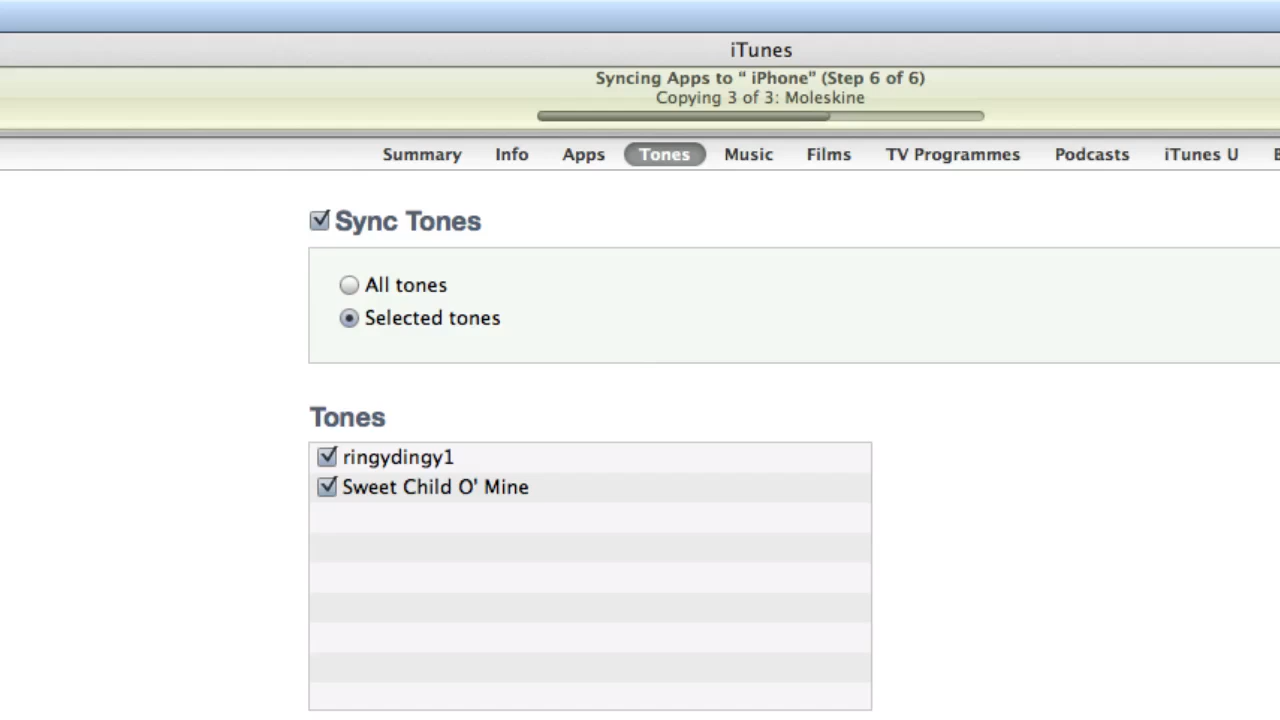 iTunes
Syncing Apps to “ iPhone” (Step 6 of 6)
Copying 3 of 3: Moleskine
Summary Info Apps Tones Music Films TV Programmes Podcasts iTunes U
Sync Tones
All tones
Selected tones
Tones
ringydingy1
Sweet Child O' Mine